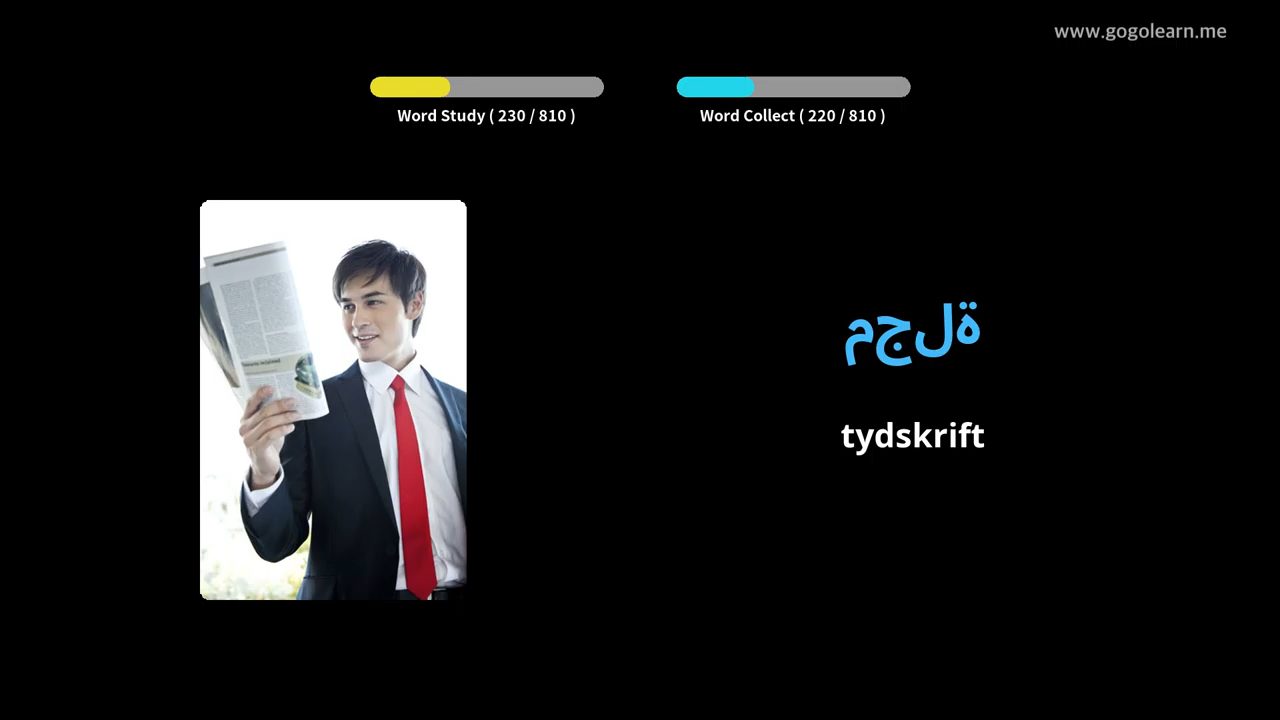 www.gogolearn.me
Word Study ( 230 / 810 )
Word Collect ( 220 / 810 )
مجلة
tydskrift